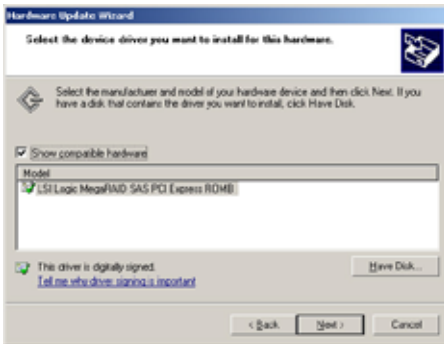 Hardware Update Wizard
Select the device driver you want to install for this hardware.
Select the manufacturer and model of your hardware device and then click Next. If you
have a disk that contains the driver you want to install, click Have Disk.
Show compatible hardware
Model
LSI Logic MegaRAID SAS PCI Express ROMB
This driver is digitally signed.
Have Disk...
Tell me why driver signing is important
< Back
Next >
Cancel